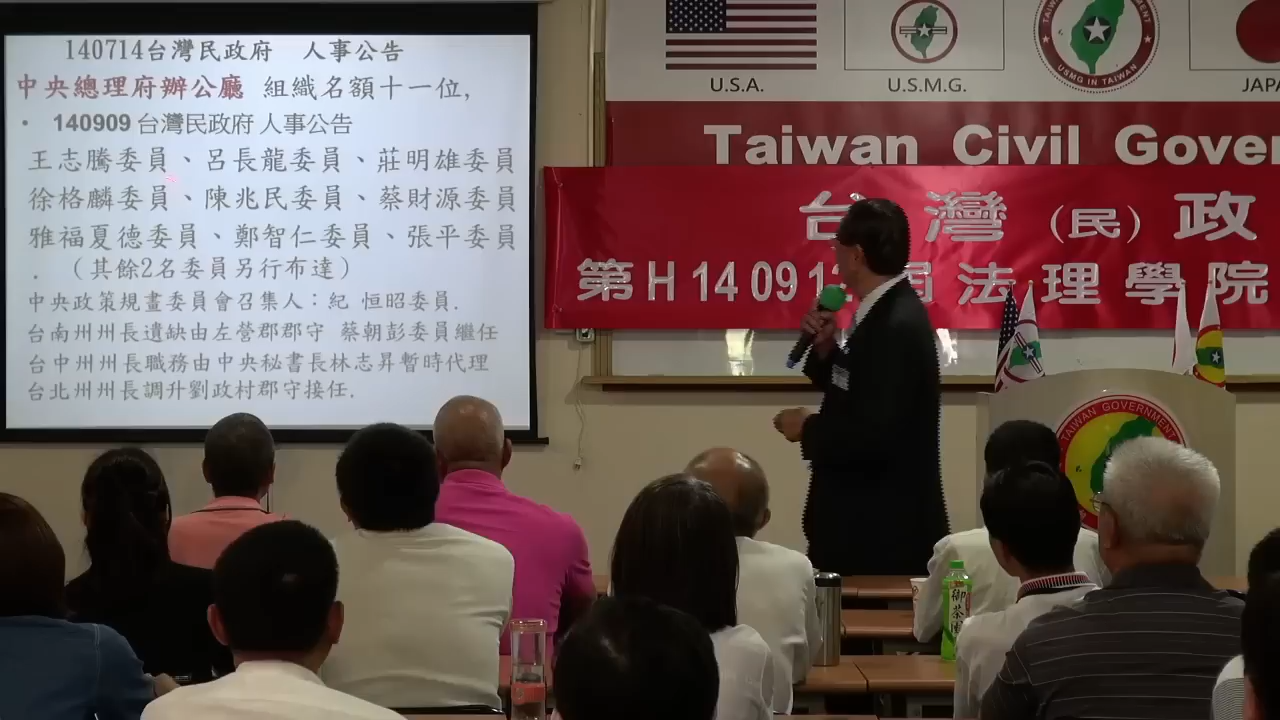 140714台灣民政府 人事公告
中央總理府辦公廳 組織名額十一位,
• 140909 台灣民政府 人事公告
王志騰委員、呂長龍委員、莊明雄委員
徐格麟委員、陳兆民委員、蔡財源委員
雅福夏德委員、鄭智仁委員、張平委員
.（其餘2名委員另行布達）
中央政策規畫委員會召集人：紀 恒昭委員.
台南州州長遺缺由左營郡郡守 蔡朝彭委員繼任
台中州州長職務由中央秘書長林志昇暫時代理
台北州州長調升劉政村郡守接任.
U.S.A.
U.S.M.G.
USMG IN TAIWAN
JAPA
Taiwan Civil Gover
台灣(民)政
第H 14 09 12 法理學院
TAIWAN GOVERNMENT
御茶園